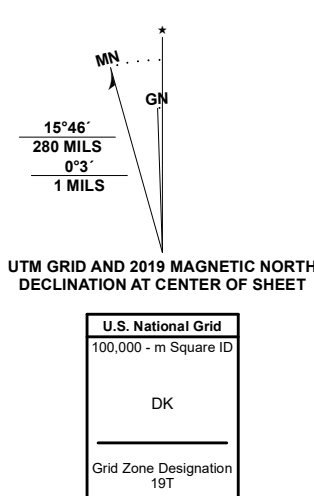 ★
MN
GN
15°46´
280 MILS
0°3´
1 MILS
UTM GRID AND 2019 MAGNETIC NORTH
DECLINATION AT CENTER OF SHEET
U.S. National Grid
100,000 - m Square ID
DK
Grid Zone Designation
19T